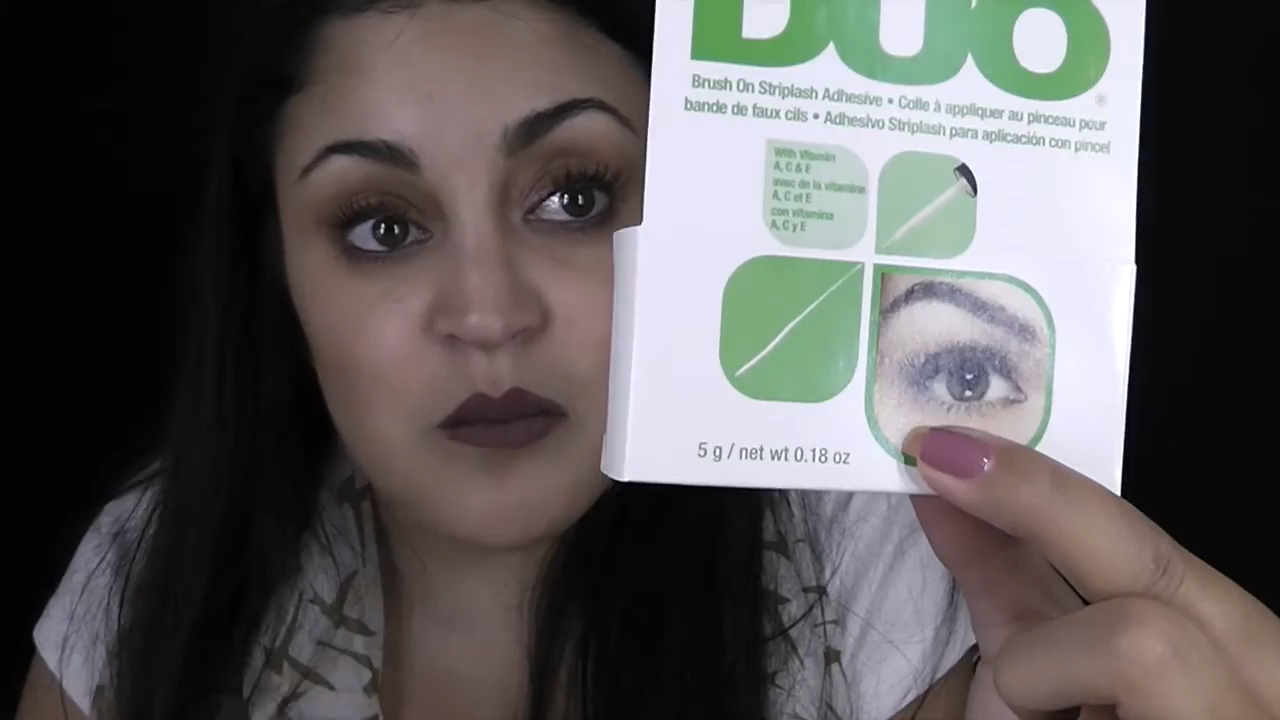 DUO
®
Brush On Striplash Adhesive • Colle à appliquer au pinceau pour
bande de faux cils • Adhesivo Striplash para aplicación con pincel
With Vitamin
A, C & E
avec de la vitamine
A, C et E
con vitamina
A, C y E
5 g / net wt 0.18 oz